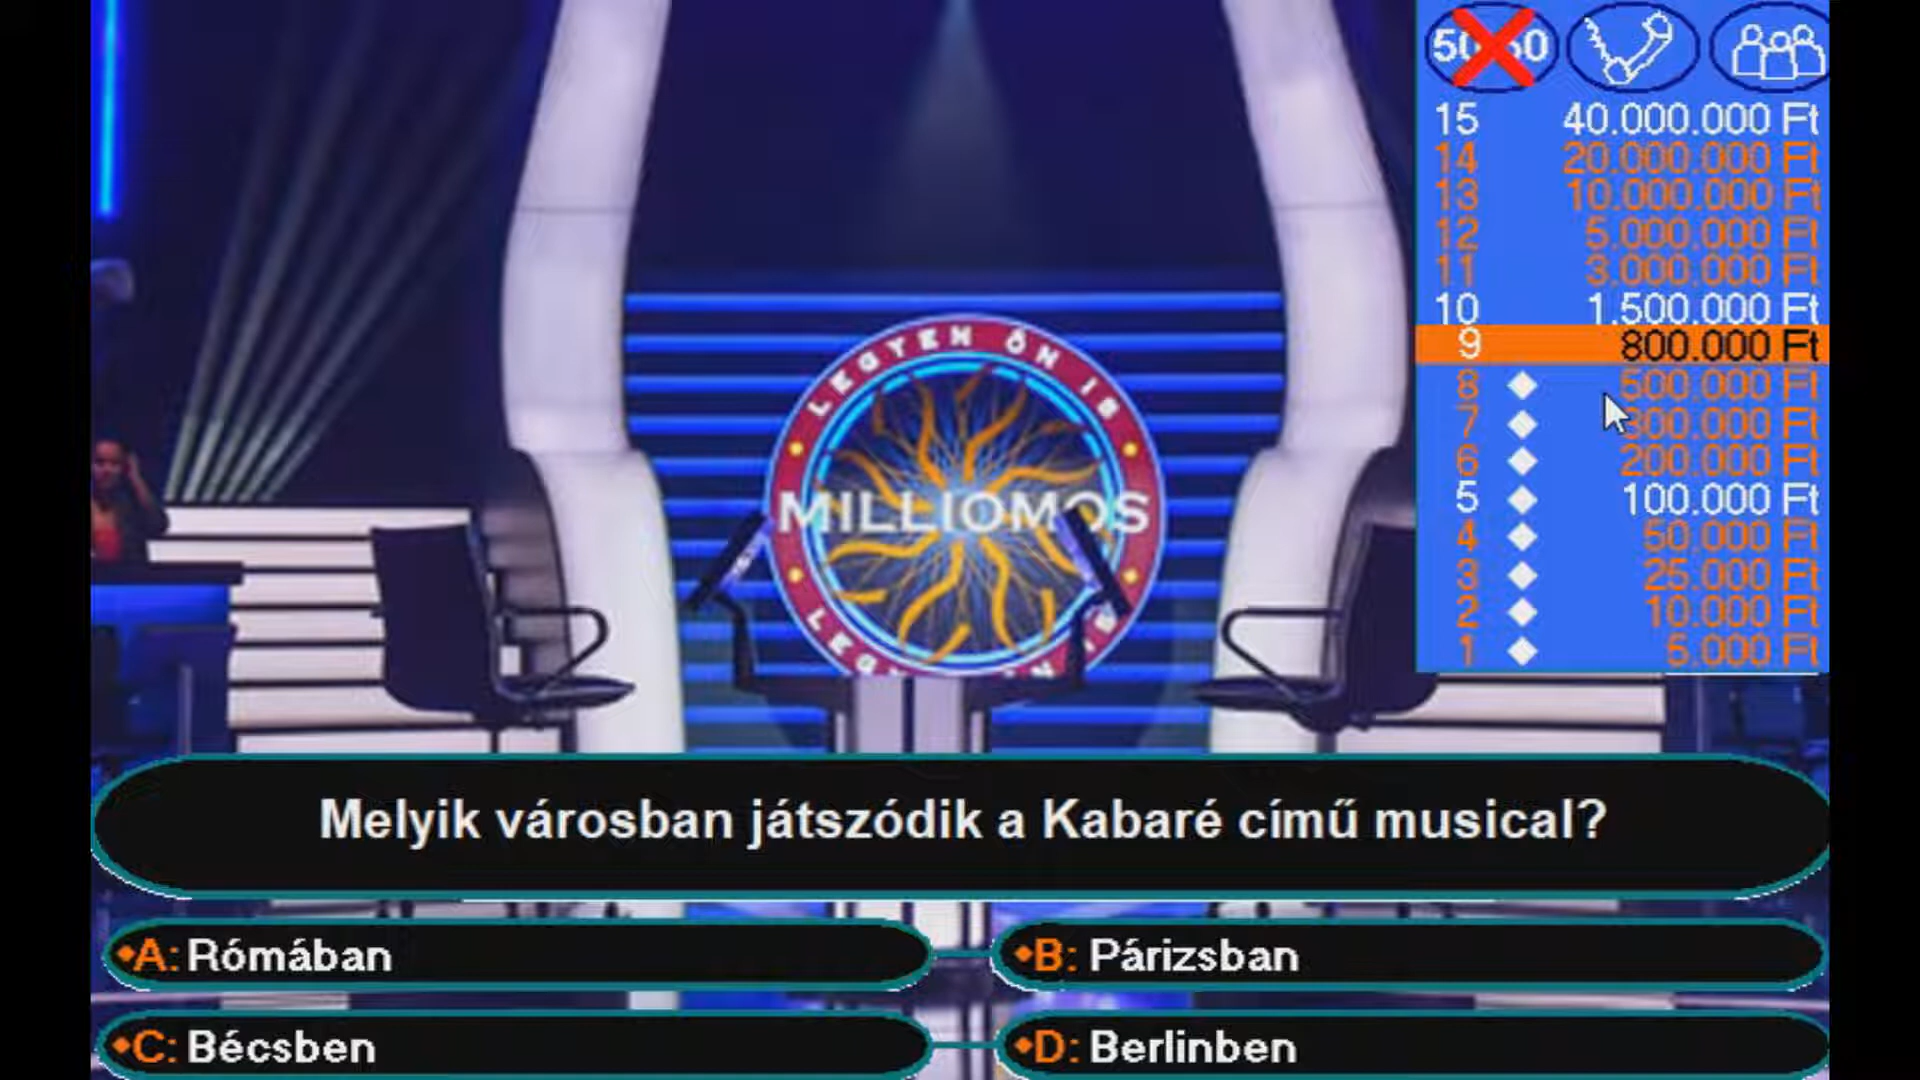 50:50
15 40.000.000 Ft
14 20.000.000 Ft
13 10.000.000 Ft
12 5.000.000 Ft
11 3.000.000 Ft
10 1.500.000 Ft
9 800.000 Ft
8 500.000 Ft
7 300.000 Ft
6 200.000 Ft
5 100.000 Ft
4 50.000 Ft
3 25.000 Ft
2 10.000 Ft
1 5.000 Ft
LEGYEN ÖN IS
MILLIOMOS
Melyik városban játszódik a Kabaré című musical?
A: Rómában
B: Párizsban
C: Bécsben
D: Berlinben